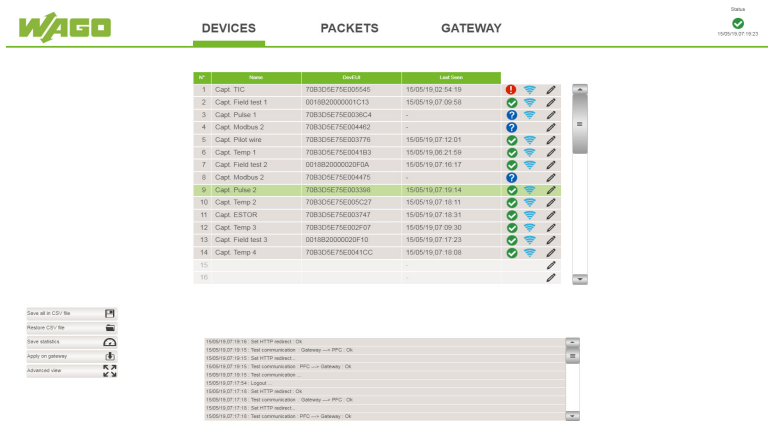 WAGO
DEVICES PACKETS GATEWAY
Status
15/05/19,07:19:23
N° Name DevEUI Last Seen
1 Capt. TIC 70B3D5E75E005545 15/05/19,02:54:19
2 Capt. Field test 1 0018B20000001C13 15/05/19,07:09:58
3 Capt. Pulse 1 70B3D5E75E0036C4 -
4 Capt. Modbus 2 70B3D5E75E004462 -
5 Capt. Pilot wire 70B3D5E75E003776 15/05/19,07:12:01
6 Capt. Temp 1 70B3D5E75E0041B3 15/05/19,06:21:59
7 Capt. Field test 2 0018B20000020F0A 15/05/19,07:16:17
8 Capt. Modbus 2 70B3D5E75E004475 -
9 Capt. Pulse 2 70B3D5E75E003398 15/05/19,07:19:14
10 Capt. Temp 2 70B3D5E75E005C27 15/05/19,07:18:11
11 Capt. ESTOR 70B3D5E75E003747 15/05/19,07:18:31
12 Capt. Temp 3 70B3D5E75E002F07 15/05/19,07:09:30
13 Capt. Field test 3 0018B20000020F10 15/05/19,07:17:23
14 Capt. Temp 4 70B3D5E75E0041CC 15/05/19,07:18:08
15 -
16 -
Save all in CSV file
Restore CSV file
Save statistics
Apply on gateway
Advanced view
15/05/19,07:19:16 : Set HTTP redirect : Ok
15/05/19,07:19:15 : Test communication : Gateway ---> PFC : Ok
15/05/19,07:19:15 : Set HTTP redirect...
15/05/19,07:19:15 : Test communication : PFC ---> Gateway : Ok
15/05/19,07:19:15 : Test communication ...
15/05/19,07:17:54 : Logout ...
15/05/19,07:17:18 : Set HTTP redirect : Ok
15/05/19,07:17:18 : Test communication : Gateway ---> PFC : Ok
15/05/19,07:17:18 : Set HTTP redirect...
15/05/19,07:17:18 : Test communication : PFC ---> Gateway : Ok